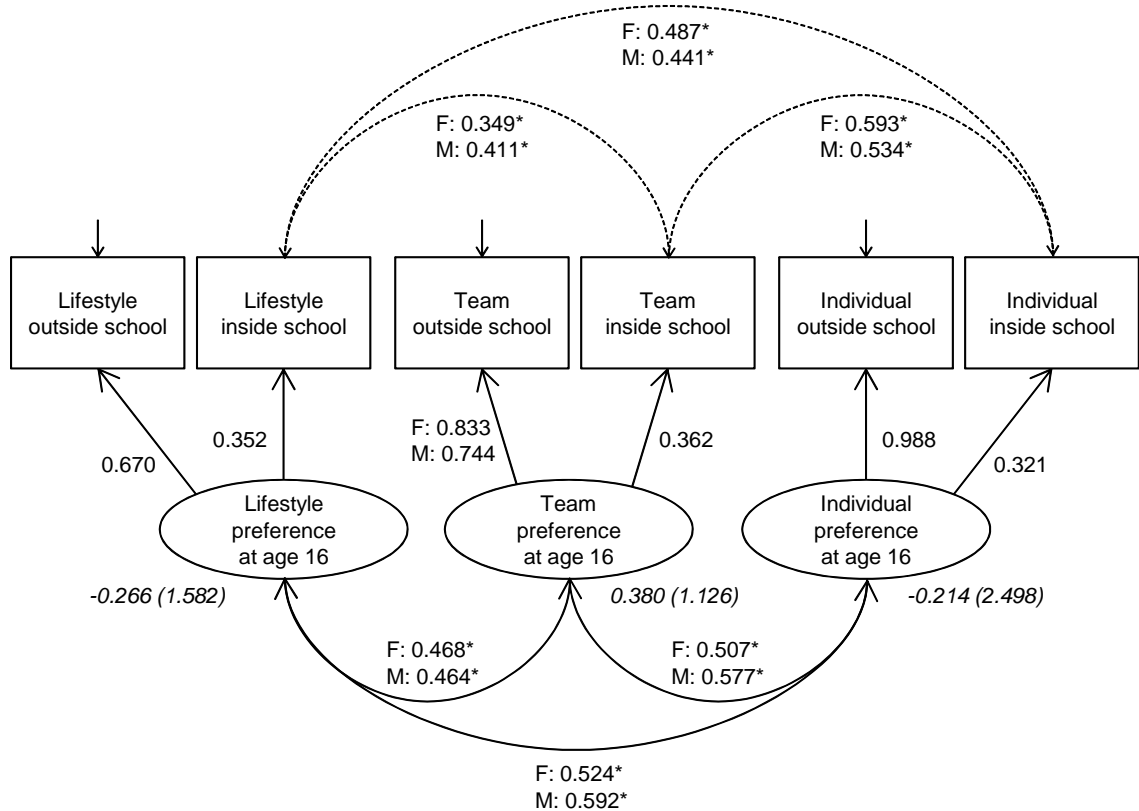 F: 0.487*
M: 0.441*
F: 0.349*
M: 0.411*
F: 0.593*
M: 0.534*
Lifestyle
outside school
Lifestyle
inside school
Team
outside school
Team
inside school
Individual
outside school
Individual
inside school
0.670
0.352
F: 0.833
M: 0.744
0.362
0.988
0.321
Lifestyle
preference
at age 16
Team
preference
at age 16
Individual
preference
at age 16
-0.266 (1.582)
0.380 (1.126)
-0.214 (2.498)
F: 0.468*
M: 0.464*
F: 0.507*
M: 0.577*
F: 0.524*
M: 0.592*